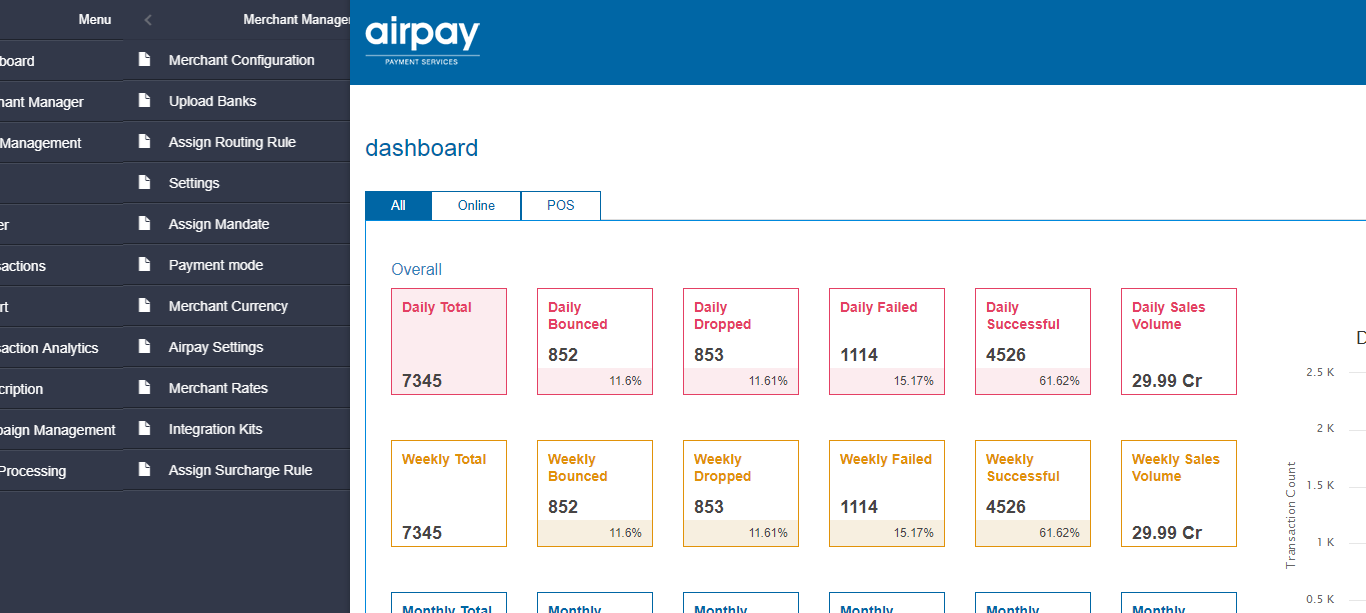 Menu
board
hant Manager
Management
er
sactions
rt
saction Analytics
cription
paign Management
Processing
Merchant Manager
Merchant Configuration
Upload Banks
Assign Routing Rule
Settings
Assign Mandate
Payment mode
Merchant Currency
Airpay Settings
Merchant Rates
Integration Kits
Assign Surcharge Rule
airpay
PAYMENT SERVICES
dashboard
All Online POS
Overall
Daily Total
7345
Daily
Bounced
852
11.6%
Daily
Dropped
853
11.61%
Daily Failed
1114
15.17%
Daily
Successful
4526
61.62%
Daily Sales
Volume
29.99 Cr
Weekly Total
7345
Weekly
Bounced
852
11.6%
Weekly
Dropped
853
11.61%
Weekly Failed
1114
15.17%
Weekly
Successful
4526
61.62%
Weekly Sales
Volume
29.99 Cr
Monthly Total
Monthly
Monthly
Monthly
Monthly
Monthly
D
Transaction Count
2.5 K
2 K
1.5 K
1 K
0.5 K